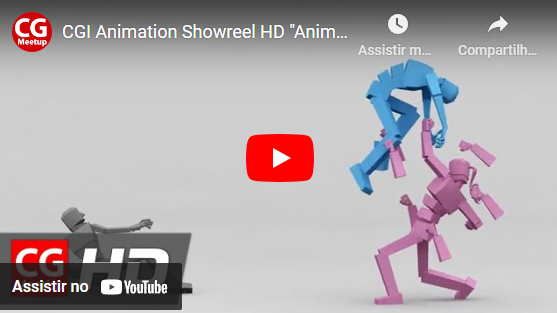 CG
Meetup
CGI Animation Showreel HD "Anim...
Assistir m...
Compartilh...
CG HD
Assistir no YouTube